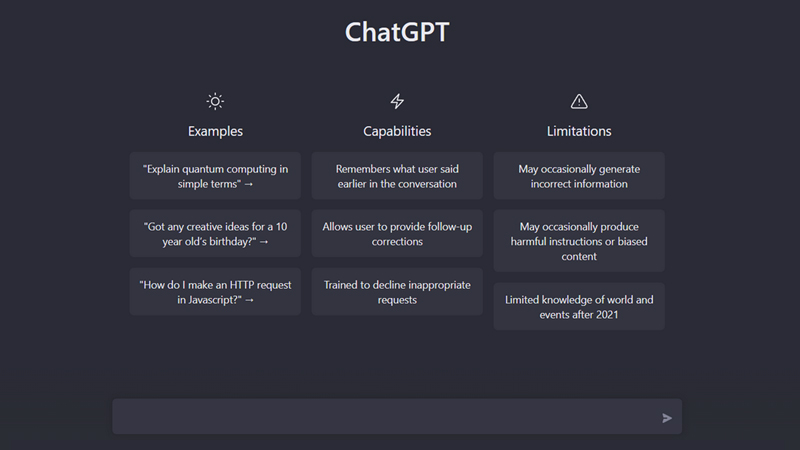 ChatGPT
Examples
"Explain quantum computing in
simple terms" →
"Got any creative ideas for a 10
year old's birthday?" →
"How do I make an HTTP request
in Javascript?" →
Capabilities
Remembers what user said
earlier in the conversation
Allows user to provide follow-up
corrections
Trained to decline inappropriate
requests
Limitations
May occasionally generate
incorrect information
May occasionally produce
harmful instructions or biased
content
Limited knowledge of world and
events after 2021